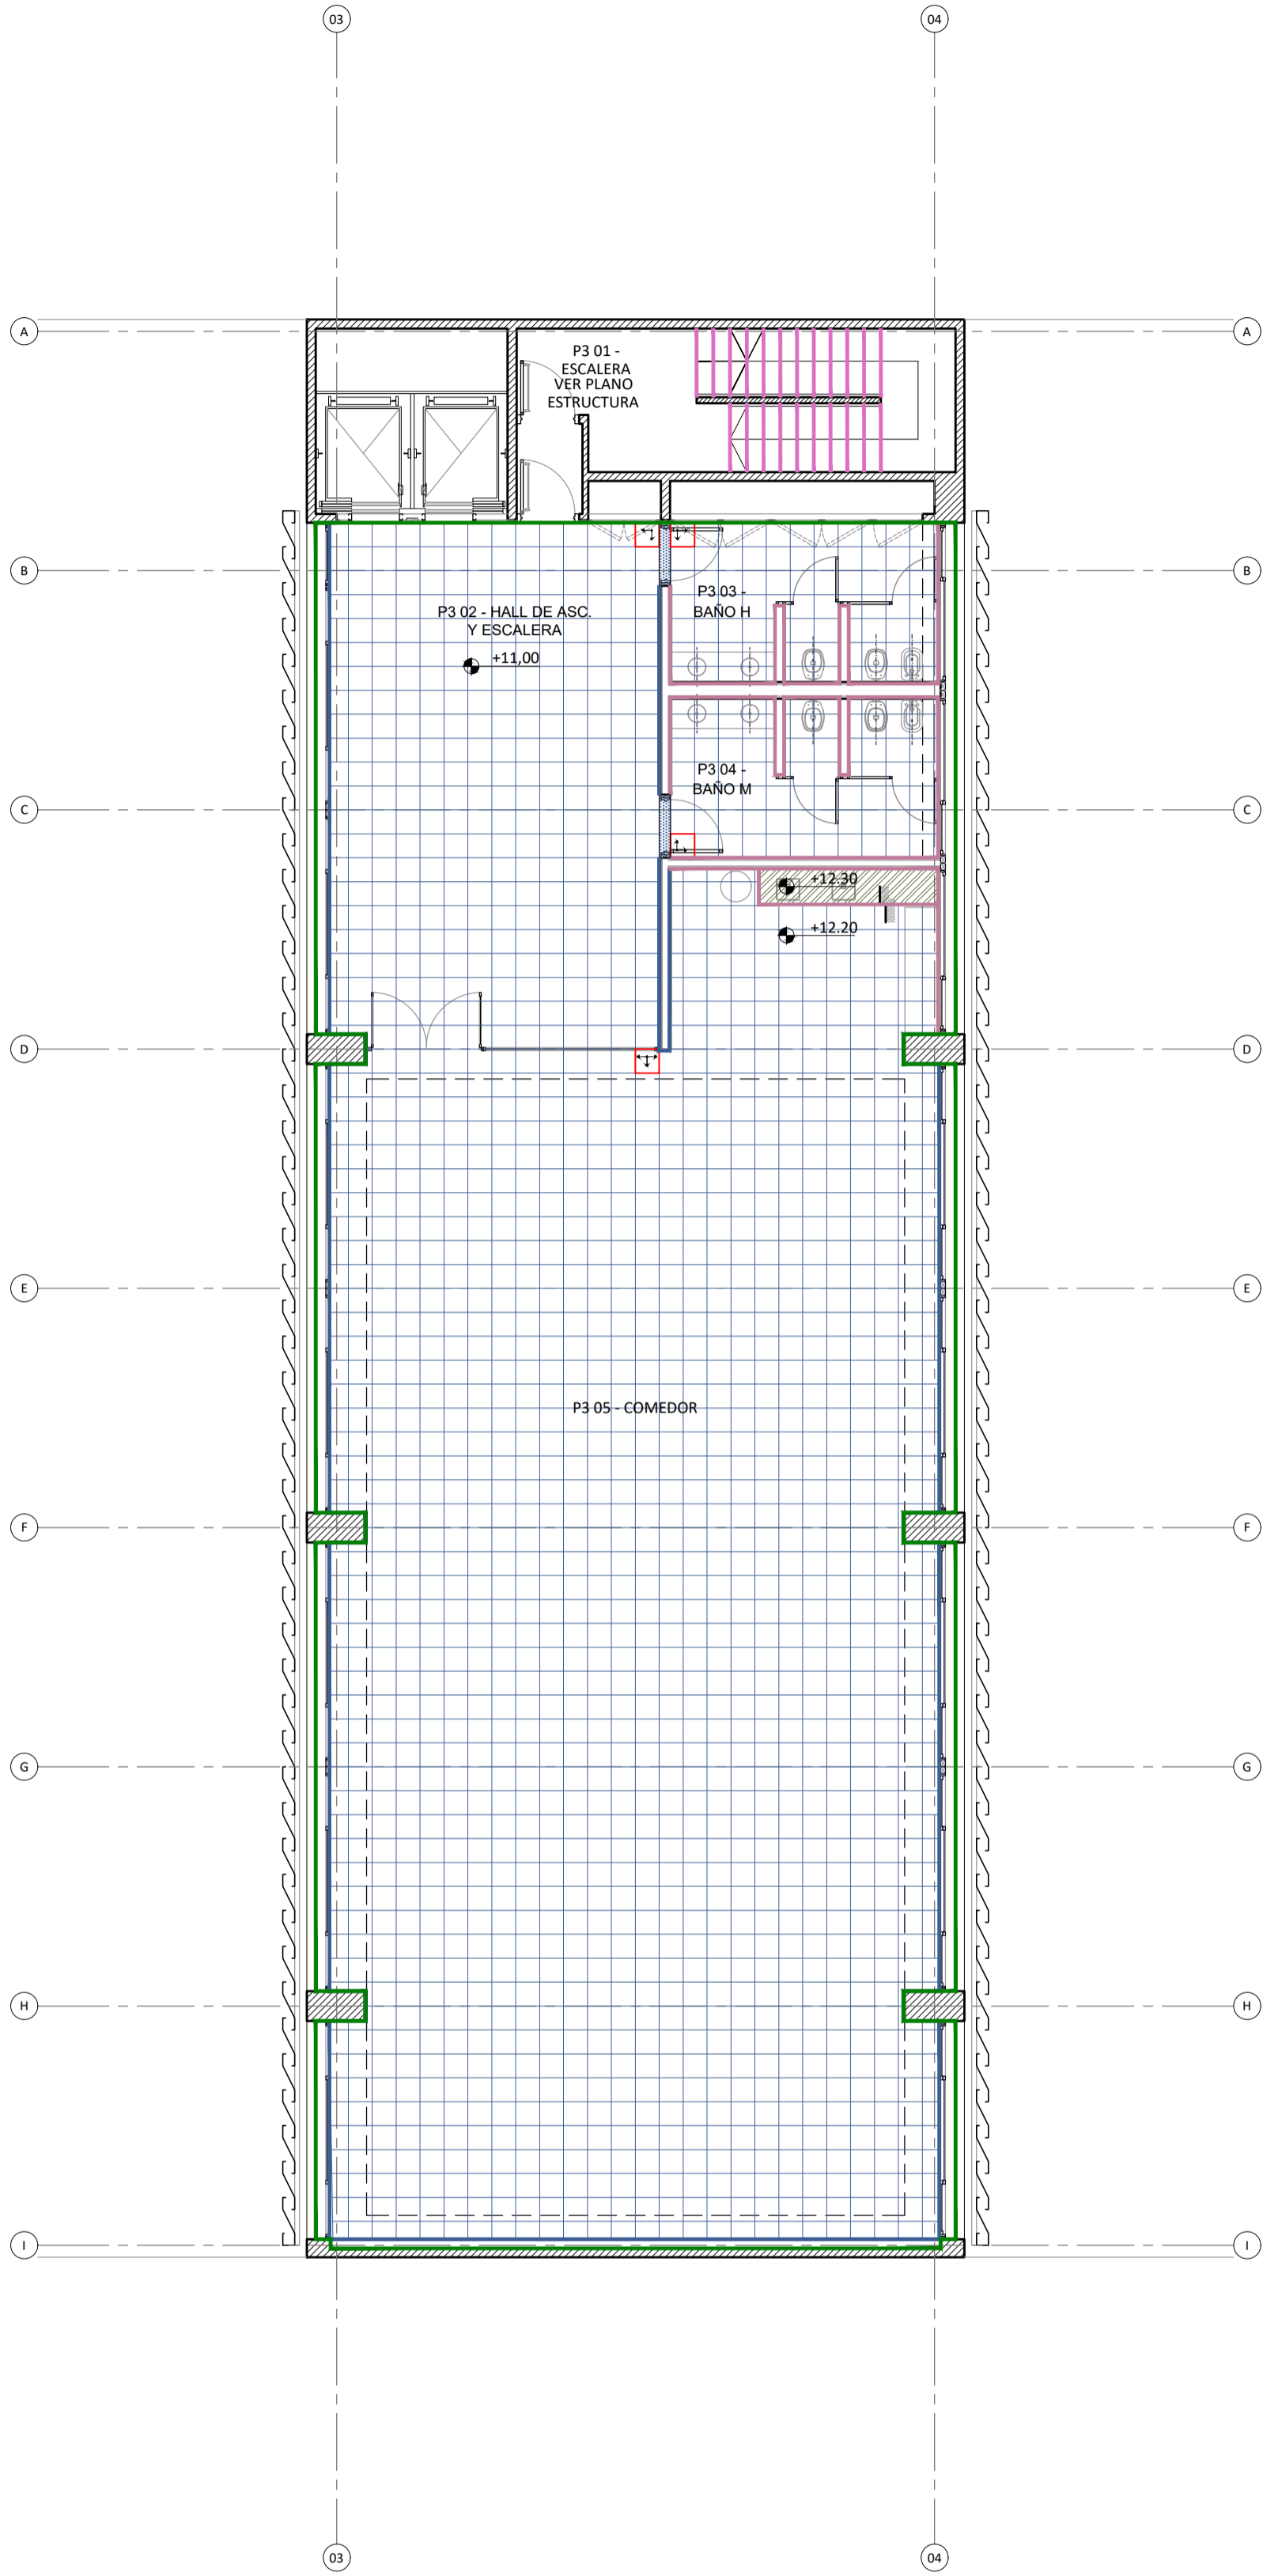 03 04
A A
P3 01 -
ESCALERA
VER PLANO
ESTRUCTURA
B B
P3 03 -
BAÑO H
P3 02 - HALL DE ASC.
Y ESCALERA
+11,00
P3 04 -
BAÑO M
C C
+12.30
+12.20
D D
E E
P3 05 - COMEDOR
F F
G G
H H
I I
03 04